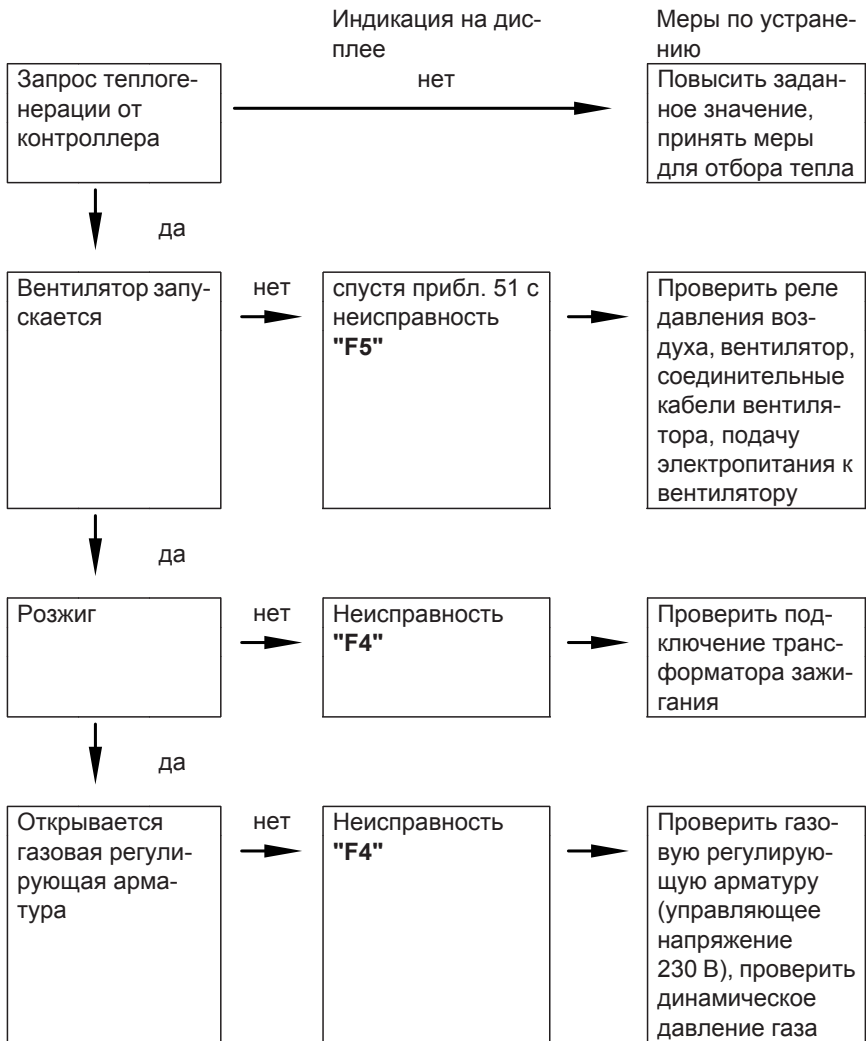 Индикация на дис-
плее
Меры по устране-
нию
Запрос теплоге-
нерации от
контроллера
нет
Повысить задан-
ное значение,
принять меры
для отбора тепла
да
Вентилятор запу-
скается
нет
спустя прибл. 51 с
неисправность
"F5"
Проверить реле
давления воз-
духа, вентилятор,
соединительные
кабели вентиля-
тора, подачу
электропитания к
вентилятору
да
Розжиг
нет
Неисправность
"F4"
Проверить под-
ключение транс-
форматора зажи-
гания
да
Открывается
газовая регули-
рующая арма-
тура
нет
Неисправность
"F4"
Проверить газо-
вую регулирую-
щую арматуру
(управляющее
напряжение
230 В), проверить
динамическое
давление газа